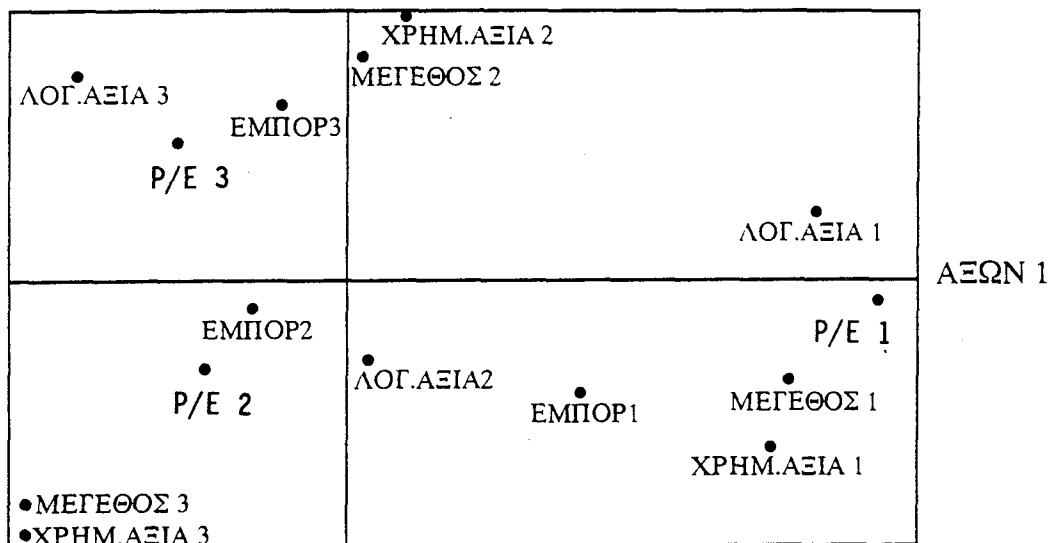 ΧΡΗΜ.ΑΞΙΑ 2
ΜΕΓΕΘΟΣ 2
ΛΟΓ.ΑΞΙΑ 3
ΕΜΠΟΡ3
P/E 3
ΛΟΓ.ΑΞΙΑ 1
ΑΞΩΝ 1
ΕΜΠΟΡ2
P/E 1
P/E 2
ΛΟΓ.ΑΞΙΑ2
ΕΜΠΟΡ1
ΜΕΓΕΘΟΣ 1
ΧΡΗΜ.ΑΞΙΑ 1
ΜΕΓΕΘΟΣ 3
ΧΡΗΜ.ΑΞΙΑ 3